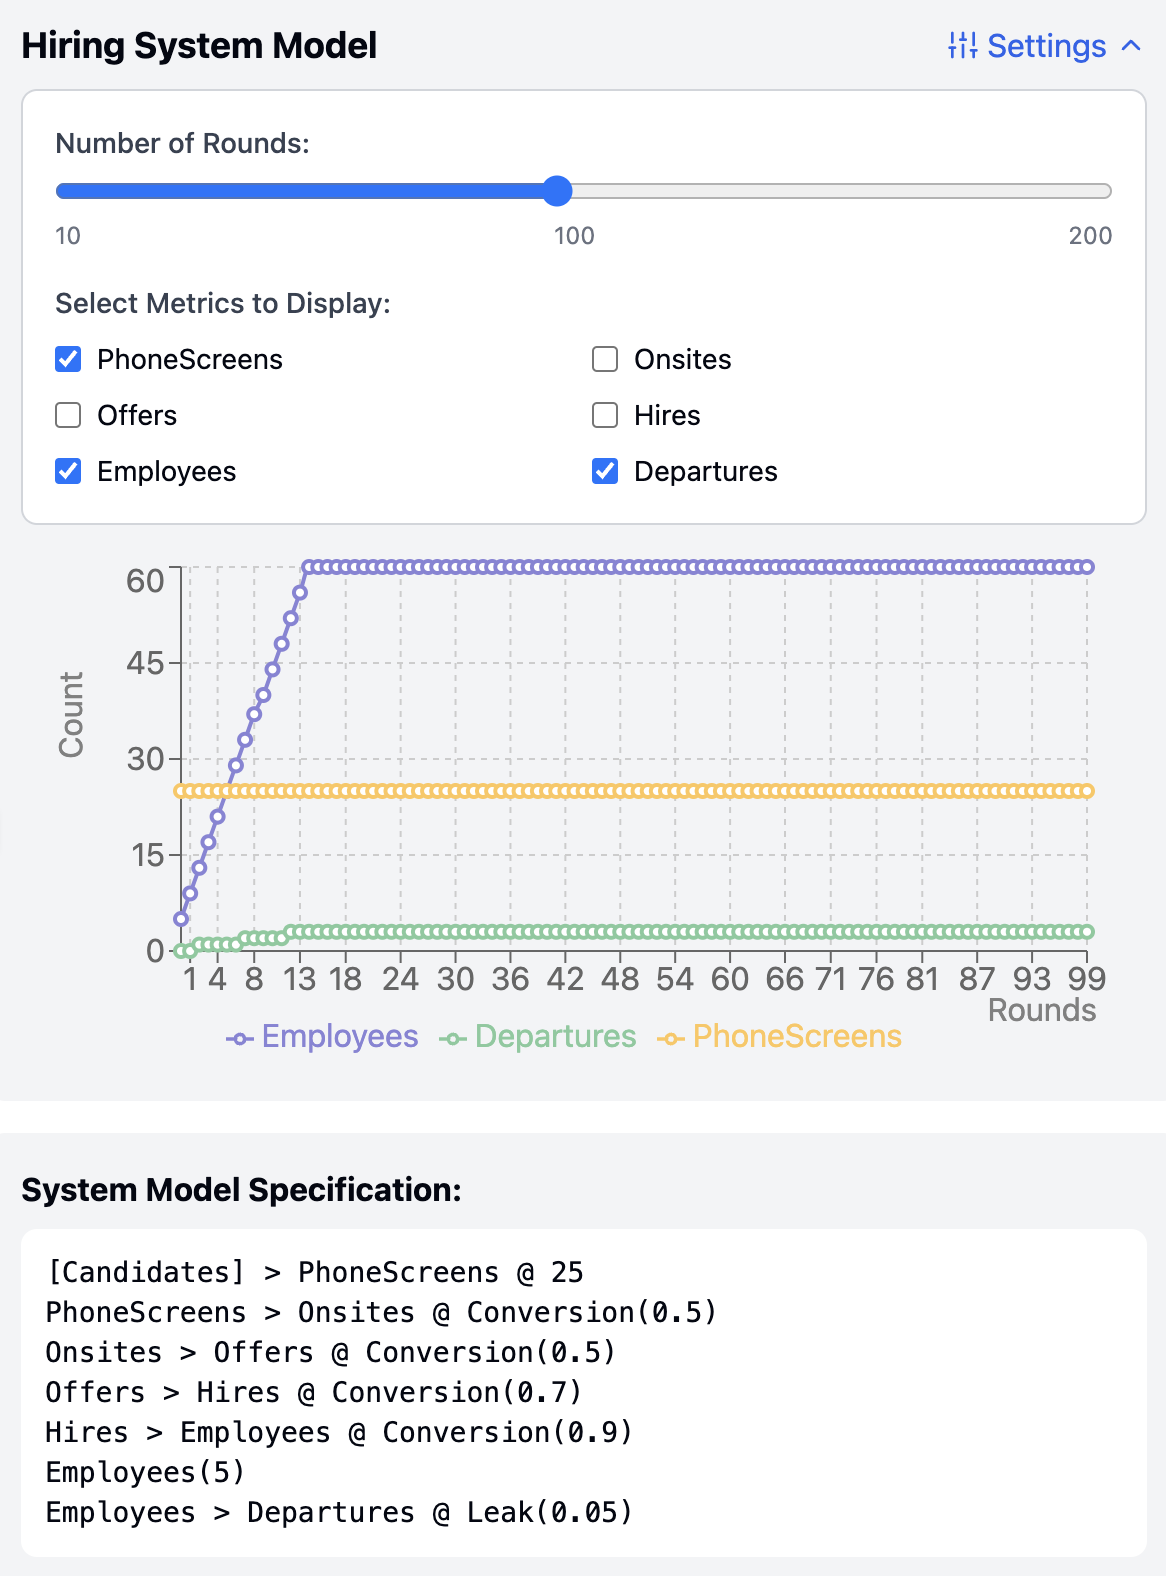 Hiring System Model
Settings
Number of Rounds:
10 100 200
Select Metrics to Display:
PhoneScreens Onsites
Offers Hires
Employees Departures
60
45
30
15
0
Count
1 4 8 13 18 24 30 36 42 48 54 60 66 71 76 81 87 93 99
Rounds
Employees Departures PhoneScreens
System Model Specification:
[Candidates] > PhoneScreens @ 25
PhoneScreens > Onsites @ Conversion(0.5)
Onsites > Offers @ Conversion(0.5)
Offers > Hires @ Conversion(0.7)
Hires > Employees @ Conversion(0.9)
Employees(5)
Employees > Departures @ Leak(0.05)